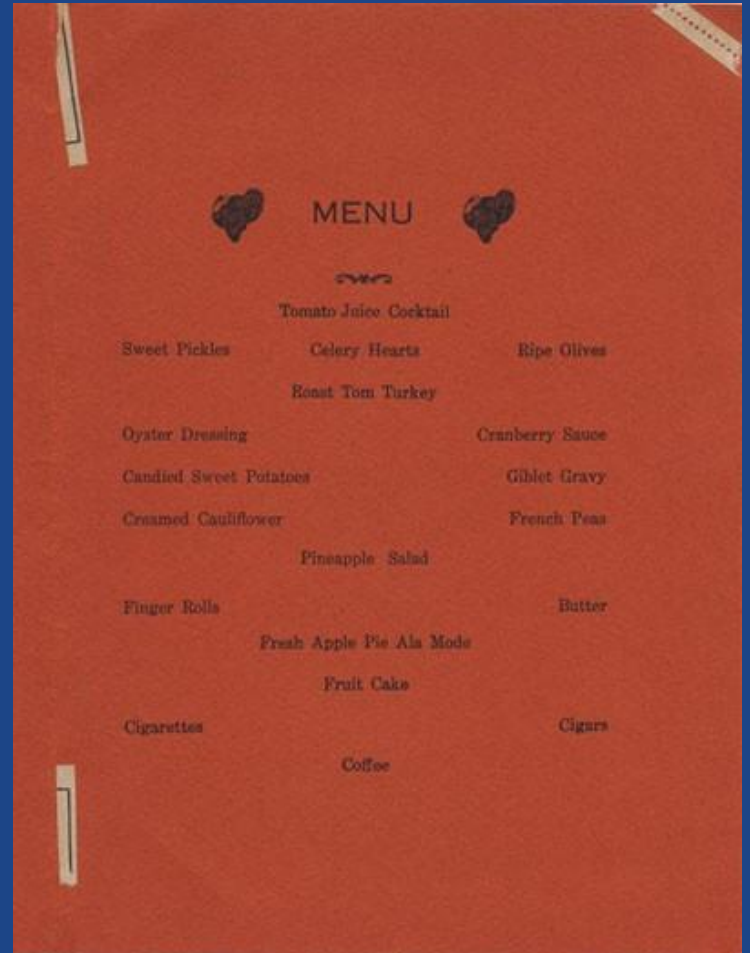 MENU
Tomato Juice Cocktail
Sweet Pickles Celery Hearts Ripe Olives
Roast Tom Turkey
Oyster Dressing Cranberry Sauce
Candied Sweet Potatoes Giblet Gravy
Creamed Cauliflower French Peas
Pineapple Salad
Finger Rolls Butter
Fresh Apple Pie Ala Mode
Fruit Cake
Cigarettes Cigars
Coffee